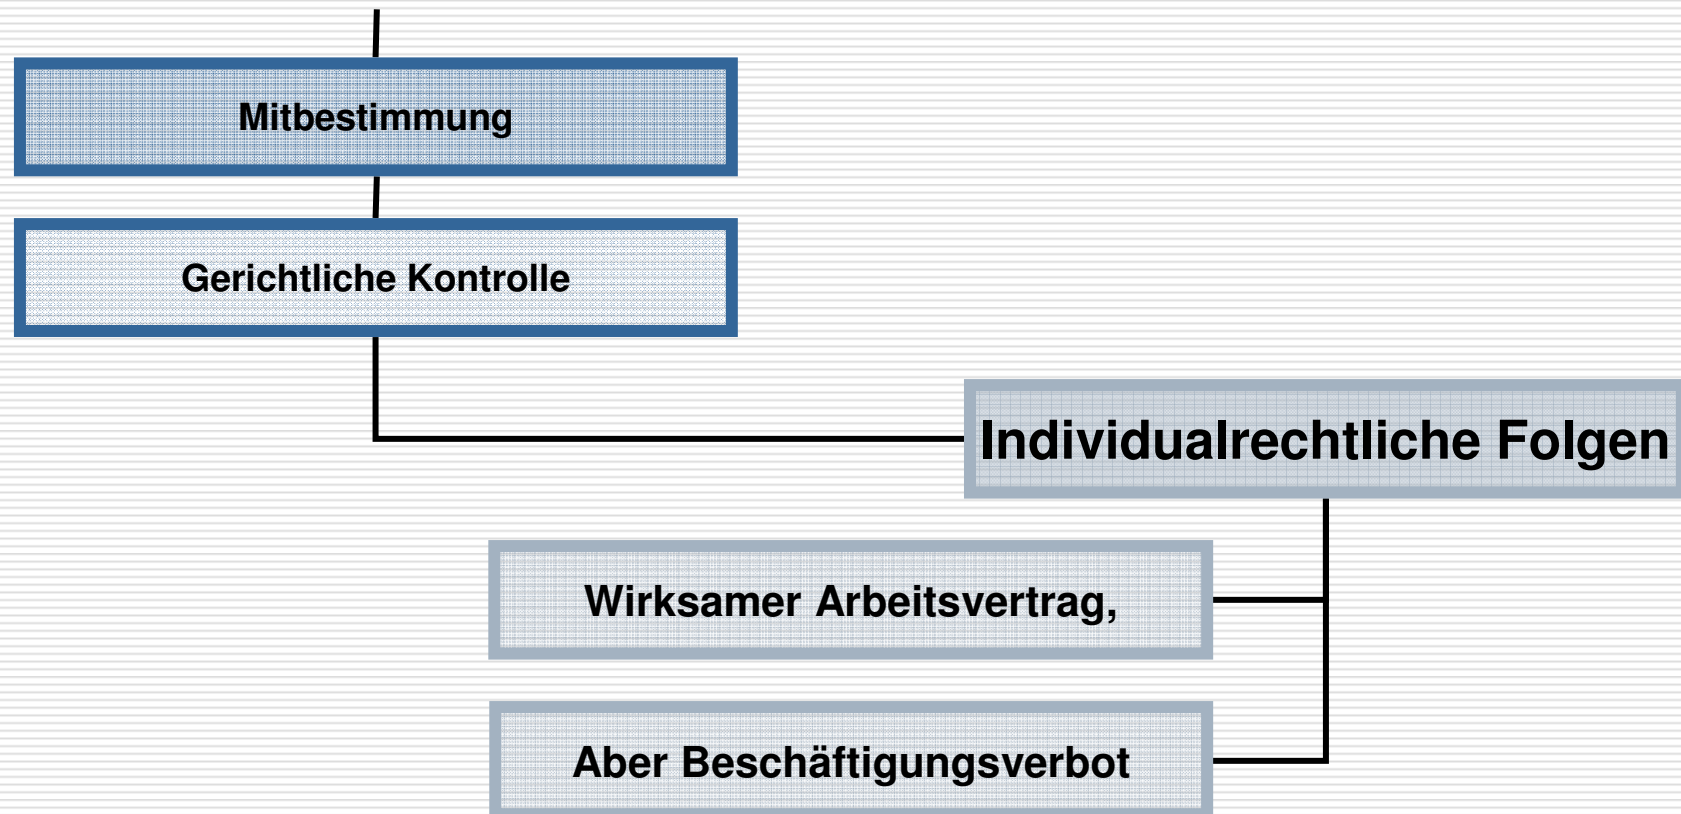 Mitbestimmung
Gerichtliche Kontrolle
Individualrechtliche Folgen
Wirksamer Arbeitsvertrag,
Aber Beschäftigungsverbot